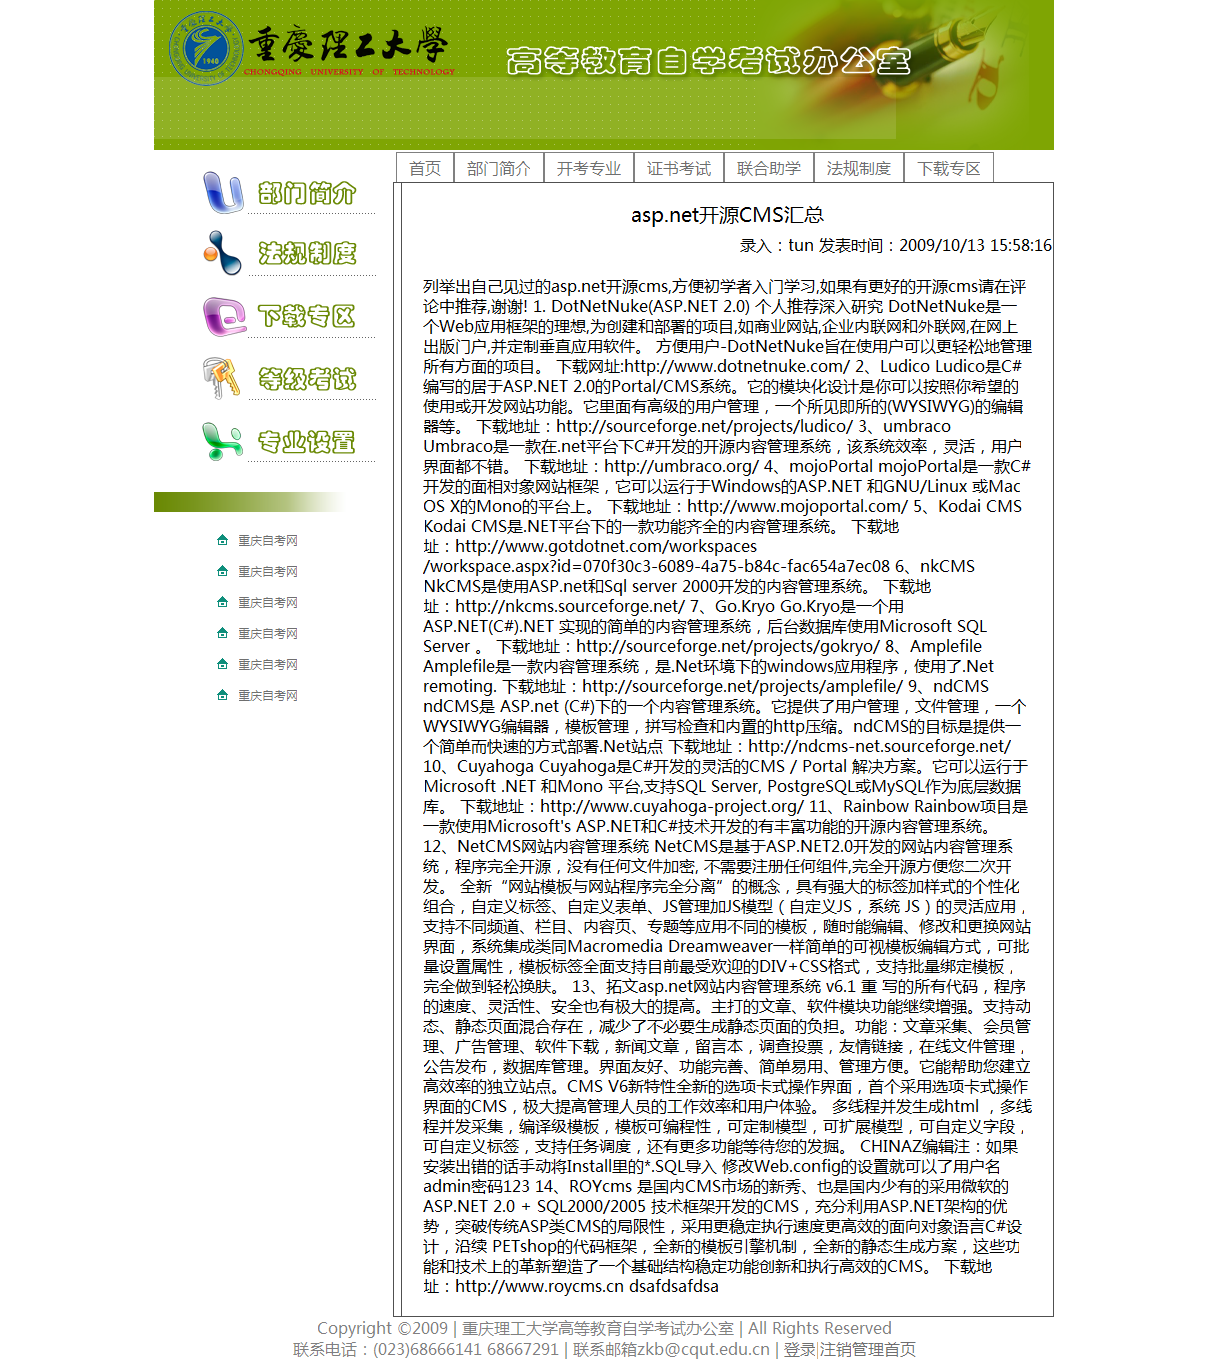 重慶理工大學
CHONGQING UNIVERSITY OF TECHNOLOGY
1940
高等教育自学考试办公室
首页 部门简介 开考专业 证书考试 联合助学 法规制度 下载专区
部门简介
法规制度
下载专区
等级考试
专业设置
重庆自考网
重庆自考网
重庆自考网
重庆自考网
重庆自考网
重庆自考网
asp.net开源CMS汇总
录入：tun 发表时间：2009/10/13 15:58:16
列举出自己见过的asp.net开源cms,方便初学者入门学习,如果有更好的开源cms请在评
论中推荐,谢谢! 1. DotNetNuke(ASP.NET 2.0) 个人推荐深入研究 DotNetNuke是一
个Web应用框架的理想,为创建和部署的项目,如商业网站,企业内联网和外联网,在网上
出版门户,并定制垂直应用软件。 方便用户-DotNetNuke旨在使用户可以更轻松地管理
所有方面的项目。 下载网址:http://www.dotnetnuke.com/ 2、Ludico Ludico是C#
编写的居于ASP.NET 2.0的Portal/CMS系统。它的模块化设计是你可以按照你希望的
使用或开发网站功能。它里面有高级的用户管理，一个所见即所的(WYSIWYG)的编辑
器等。 下载地址：http://sourceforge.net/projects/ludico/ 3、umbraco
Umbraco是一款在.net平台下C#开发的开源内容管理系统，该系统效率，灵活，用户
界面都不错。 下载地址：http://umbraco.org/ 4、mojoPortal mojoPortal是一款C#
开发的面相对象网站框架，它可以运行于Windows的ASP.NET 和GNU/Linux 或Mac
OS X的Mono的平台上。 下载地址：http://www.mojoportal.com/ 5、Kodai CMS
Kodai CMS是.NET平台下的一款功能齐全的内容管理系统。 下载地
址：http://www.gotdotnet.com/workspaces
/workspace.aspx?id=070f30c3-6089-4a75-b84c-fac654a7ec08 6、nkCMS
NkCMS是使用ASP.net和Sql server 2000开发的内容管理系统。 下载地
址：http://nkcms.sourceforge.net/ 7、Go.Kryo Go.Kryo是一个用
ASP.NET(C#).NET 实现的简单的内容管理系统，后台数据库使用Microsoft SQL
Server 。 下载地址：http://sourceforge.net/projects/gokryo/ 8、Amplefile
Amplefile是一款内容管理系统，是.Net环境下的windows应用程序，使用了.Net
remoting. 下载地址：http://sourceforge.net/projects/amplefile/ 9、ndCMS
ndCMS是 ASP.net (C#)下的一个内容管理系统。它提供了用户管理，文件管理，一个
WYSIWYG编辑器，模板管理，拼写检查和内置的http压缩。ndCMS的目标是提供一
个简单而快速的方式部署.Net站点 下载地址：http://ndcms-net.sourceforge.net/
10、Cuyahoga Cuyahoga是C#开发的灵活的CMS / Portal 解决方案。它可以运行于
Microsoft .NET 和Mono 平台,支持SQL Server, PostgreSQL或MySQL作为底层数据
库。 下载地址：http://www.cuyahoga-project.org/ 11、Rainbow Rainbow项目是
一款使用Microsoft's ASP.NET和C#技术开发的有丰富功能的开源内容管理系统。
12、NetCMS网站内容管理系统 NetCMS是基于ASP.NET2.0开发的网站内容管理系
统，程序完全开源，没有任何文件加密, 不需要注册任何组件,完全开源方便您二次开
发。 全新“网站模板与网站程序完全分离”的概念，具有强大的标签加样式的个性化
组合，自定义标签、自定义表单、JS管理加JS模型（自定义JS，系统 JS）的灵活应用，
支持不同频道、栏目、内容页、专题等应用不同的模板，随时能编辑、修改和更换网站
界面，系统集成类同Macromedia Dreamweaver一样简单的可视模板编辑方式，可批
量设置属性，模板标签全面支持目前最受欢迎的DIV+CSS格式，支持批量绑定模板，
完全做到轻松换肤。 13、拓文asp.net网站内容管理系统 v6.1 重 写的所有代码，程序
的速度、灵活性、安全也有极大的提高。主打的文章、软件模块功能继续增强。支持动
态、静态页面混合存在，减少了不必要生成静态页面的负担。功能：文章采集、会员管
理、广告管理、软件下载，新闻文章，留言本，调查投票，友情链接，在线文件管理，
公告发布，数据库管理。界面友好、功能完善、简单易用、管理方便。它能帮助您建立
高效率的独立站点。CMS V6新特性全新的选项卡式操作界面，首个采用选项卡式操作
界面的CMS，极大提高管理人员的工作效率和用户体验。 多线程并发生成html ，多线
程并发采集，编译级模板，模板可编程性，可定制模型，可扩展模型，可自定义字段，
可自定义标签，支持任务调度，还有更多功能等待您的发掘。 CHINAZ编辑注：如果
安装出错的话手动将Install里的*.SQL导入 修改Web.config的设置就可以了用户名
admin密码123 14、ROYcms 是国内CMS市场的新秀、也是国内少有的采用微软的
ASP.NET 2.0 + SQL2000/2005 技术框架开发的CMS，充分利用ASP.NET架构的优
势，突破传统ASP类CMS的局限性，采用更稳定执行速度更高效的面向对象语言C#设
计，沿续 PETshop的代码框架，全新的模板引擎机制，全新的静态生成方案，这些功
能和技术上的革新塑造了一个基础结构稳定功能创新和执行高效的CMS。 下载地
址：http://www.roycms.cn dsafdsafdsa
Copyright ©2009 | 重庆理工大学高等教育自学考试办公室 | All Rights Reserved
联系电话：(023)68666141 68667291 | 联系邮箱zkb@cqut.edu.cn | 登录|注销管理首页